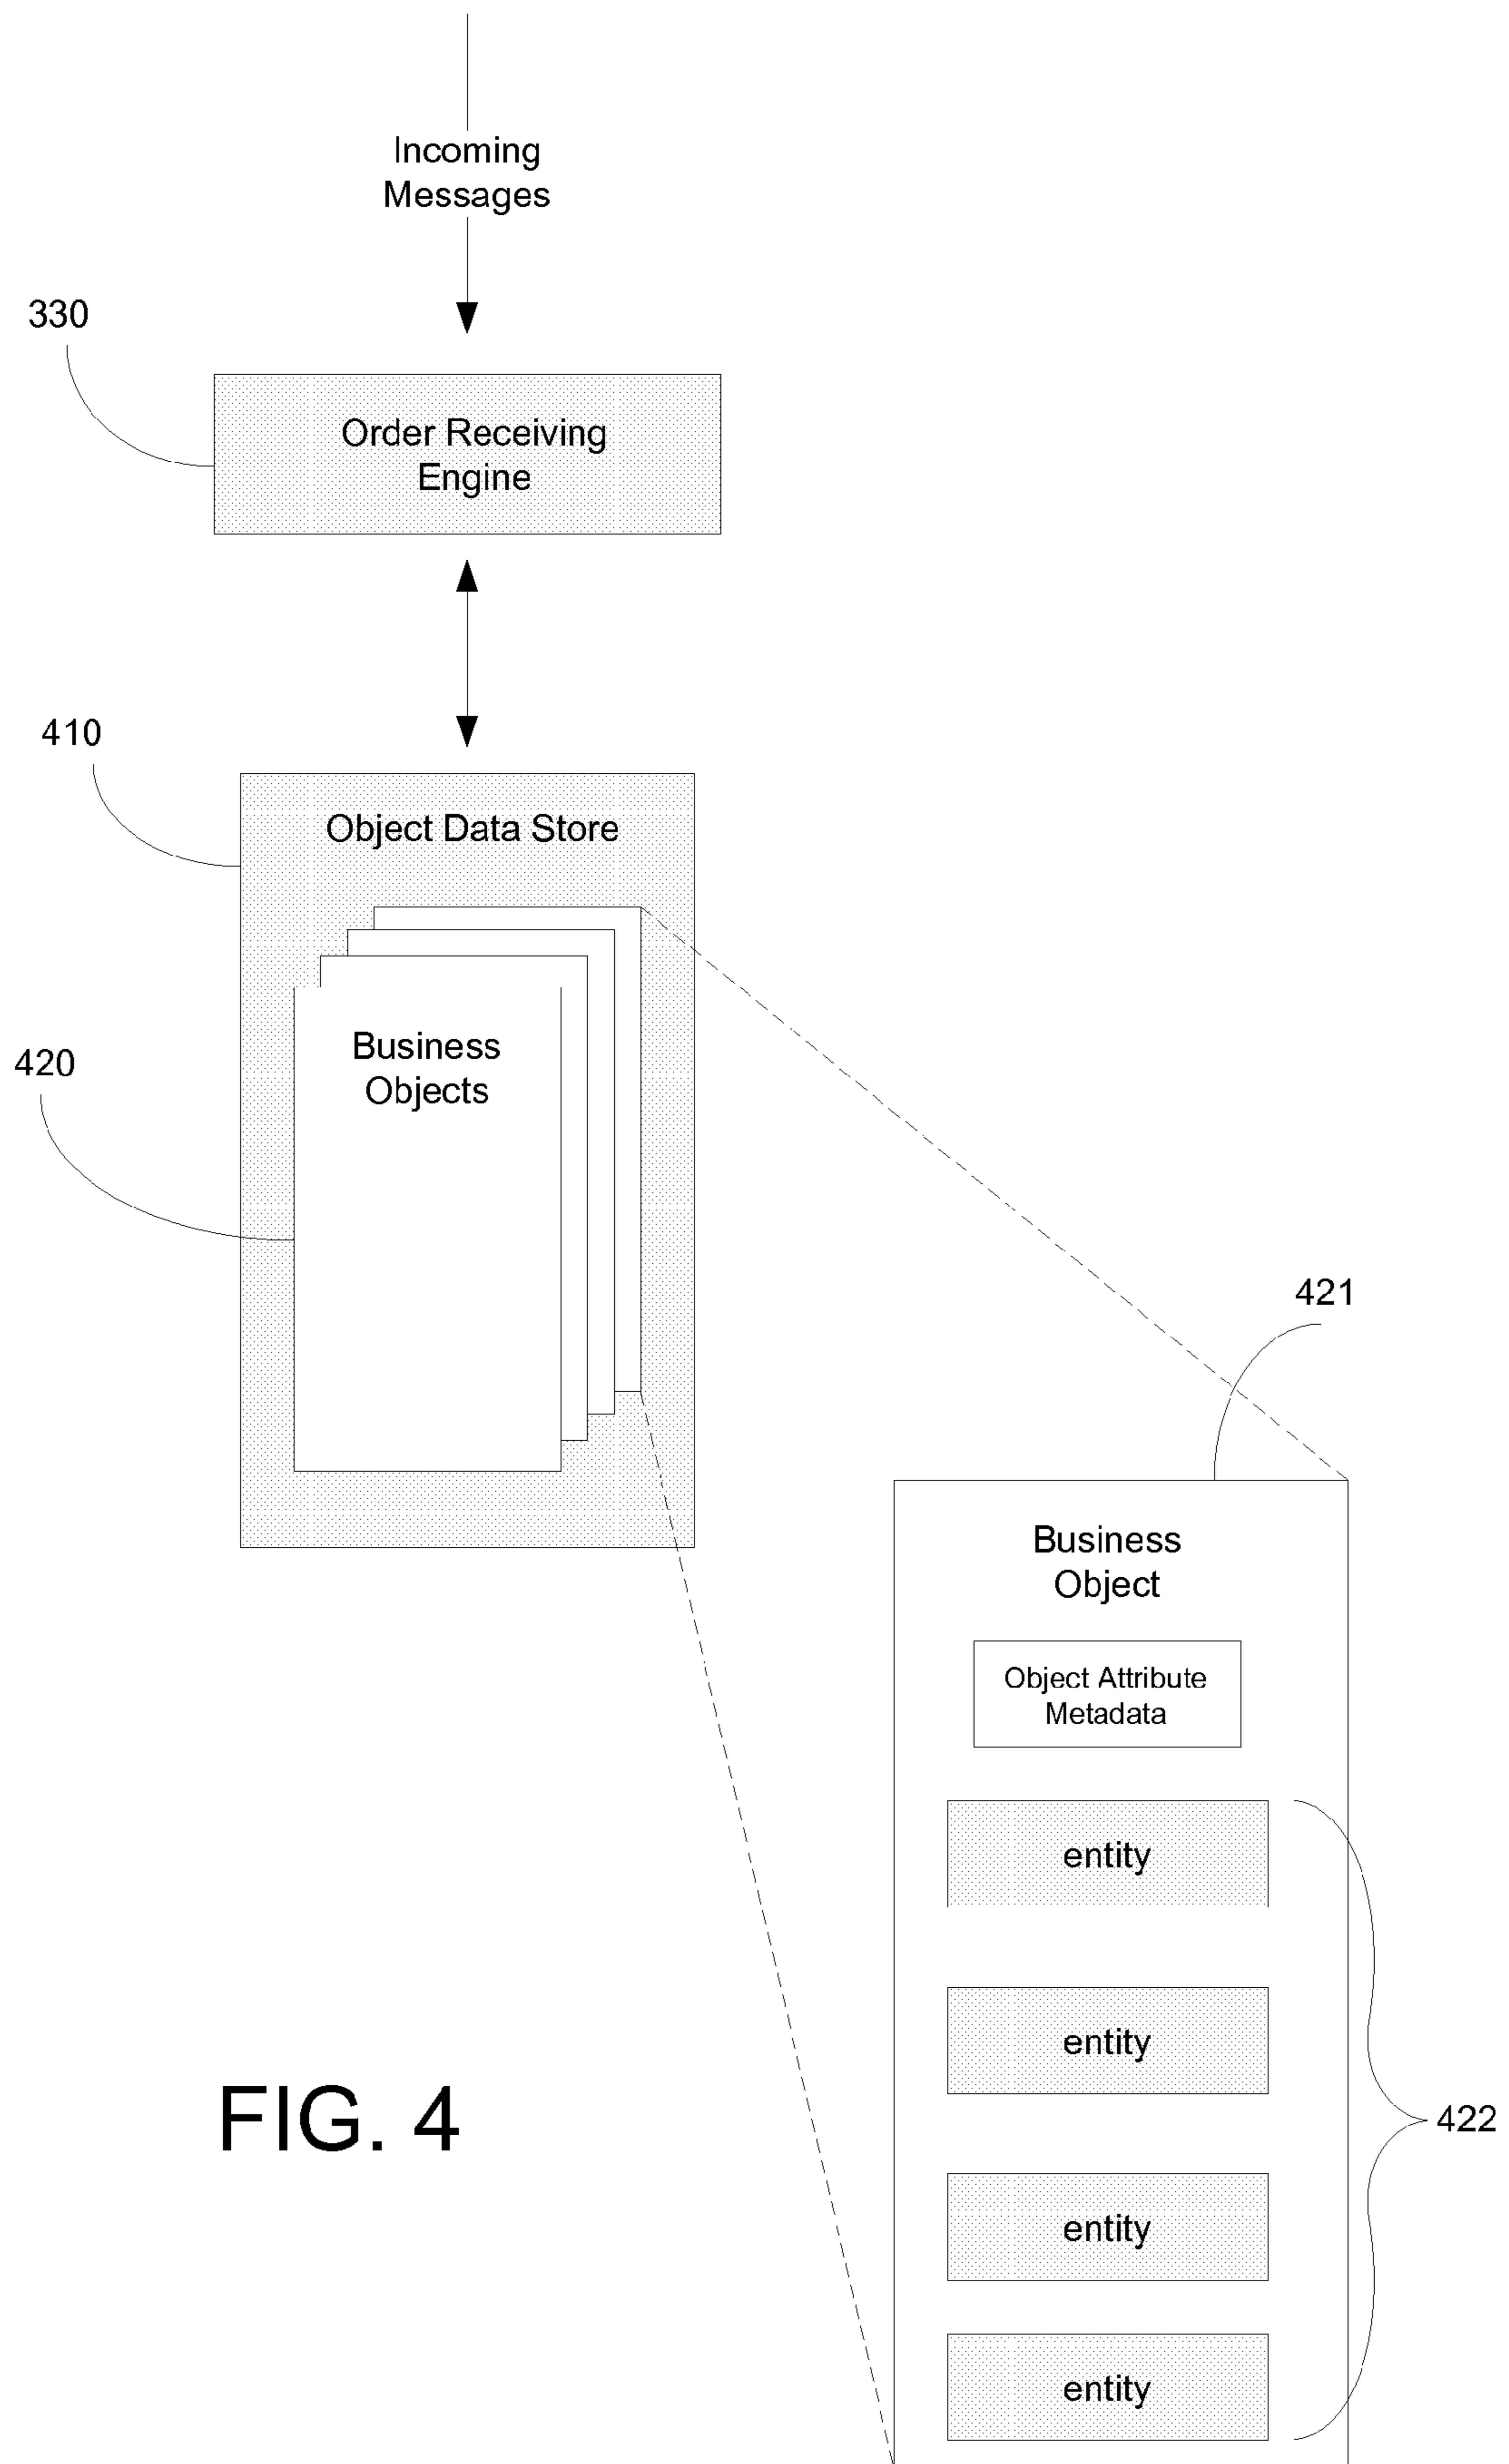 Incoming
Messages
330
Order Receiving
Engine
410
Object Data Store
420
Business
Objects
421
Business
Object
Object Attribute
Metadata
entity
entity
422
entity
entity
FIG. 4